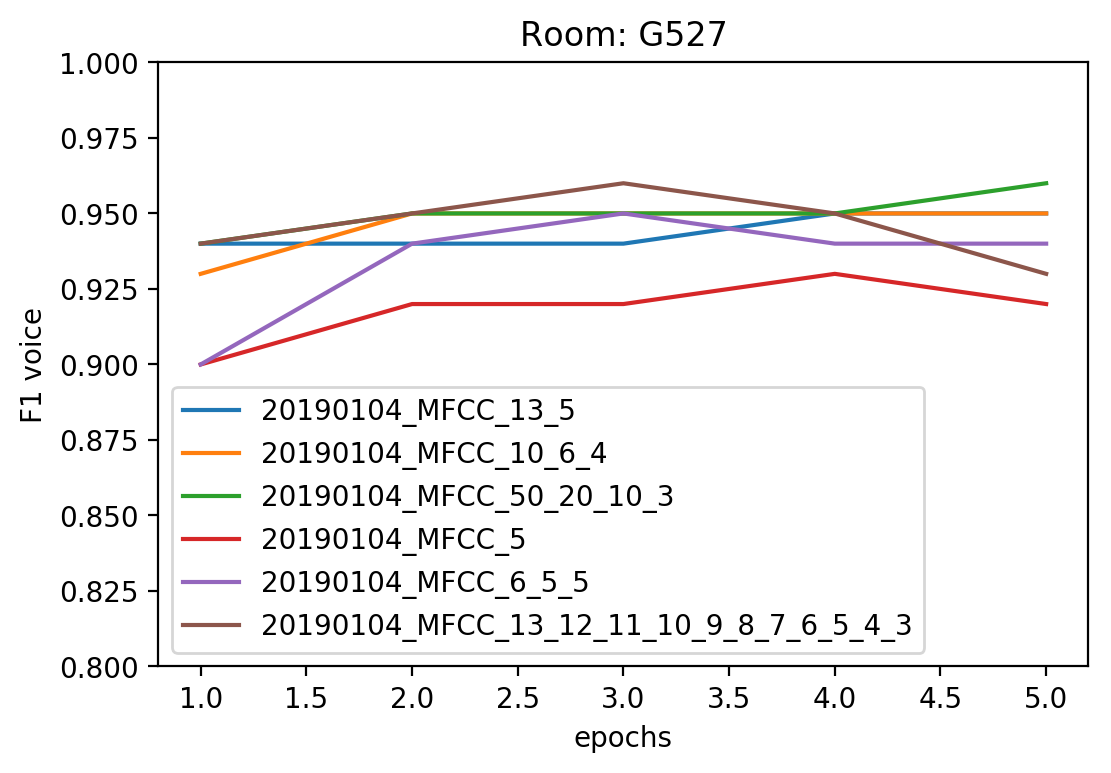 Room: G527
1.000
0.975
0.950
0.925
0.900
0.875
0.850
0.825
0.800
F1 voice
20190104_MFCC_13_5
20190104_MFCC_10_6_4
20190104_MFCC_50_20_10_3
20190104_MFCC_5
20190104_MFCC_6_5_5
20190104_MFCC_13_12_11_10_9_8_7_6_5_4_3
1.0 1.5 2.0 2.5 3.0 3.5 4.0 4.5 5.0
epochs